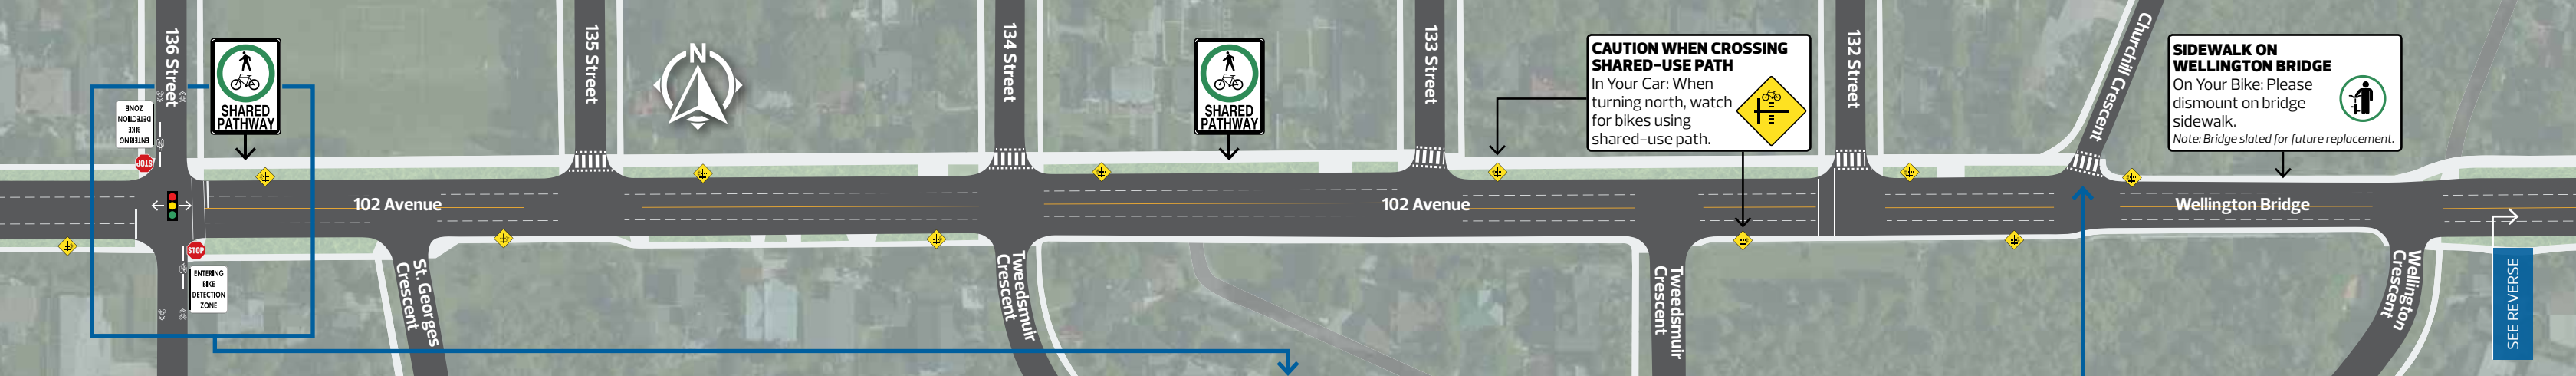 136 Street
SHARED
PATHWAY
ENTERING
BIKE
DETECTION
ZONE
STOP
STOP
ENTERING
BIKE
DETECTION
ZONE
102 Avenue
St. Georges
Crescent
135 Street
N
134 Street
Tweedsmuir
Crescent
SHARED
PATHWAY
133 Street
102 Avenue
CAUTION WHEN CROSSING
SHARED-USE PATH
In Your Car: When
turning north, watch
for bikes using
shared-use path.
Tweedsmuir
Crescent
132 Street
Churchill Crescent
SIDEWALK ON
WELLINGTON BRIDGE
On Your Bike: Please
dismount on bridge
sidewalk.
Note: Bridge slated for future replacement.
Wellington Bridge
Wellington
Crescent
SEE REVERSE